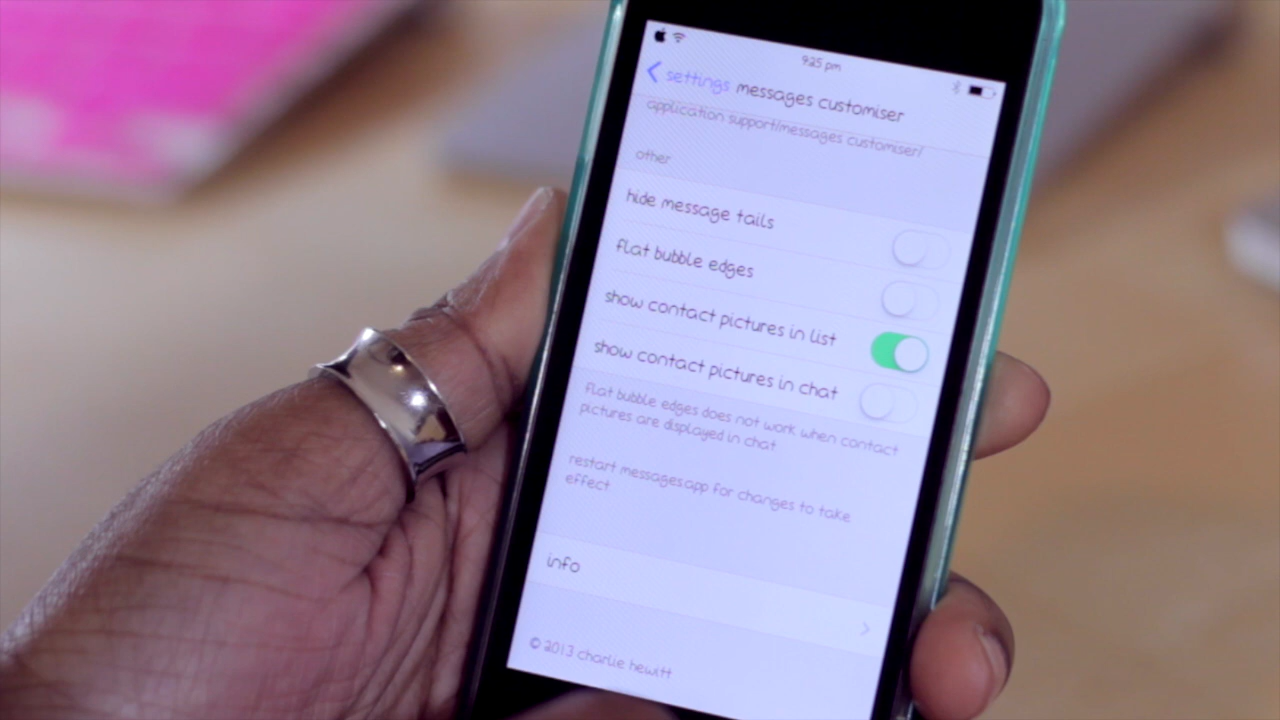 9:25 pm
settings messages customiser
application support/messages customiser/
other
hide message tails
flat bubble edges
show contact pictures in list
show contact pictures in chat
flat bubble edges does not work when contact
pictures are displayed in chat
restart messages.app for changes to take
effect
info
© 2013 charlie hewitt